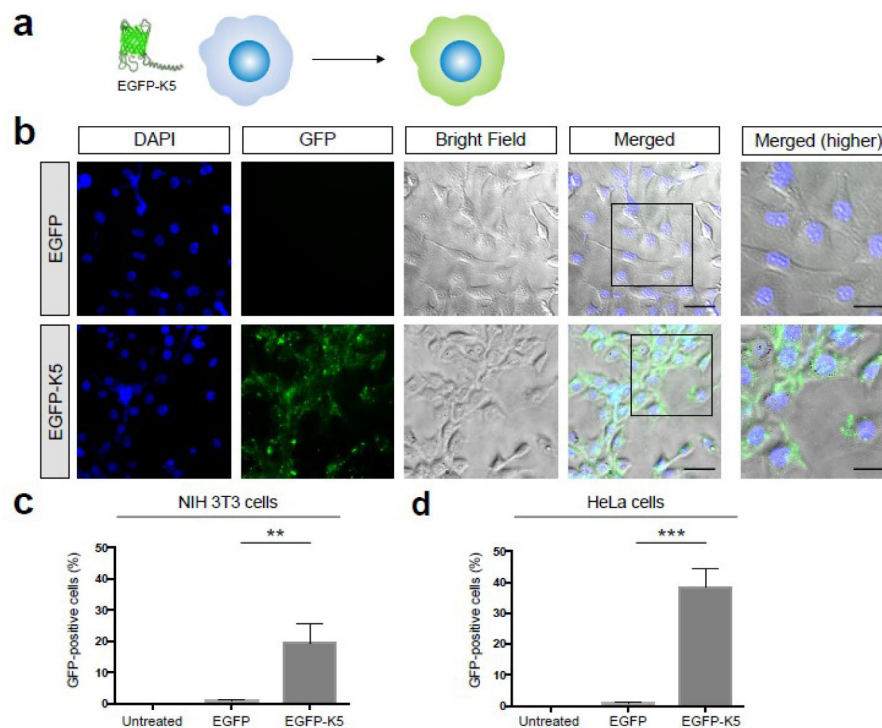 a
EGFP-K5
b
DAPI GFP Bright Field Merged Merged (higher)
EGFP
EGFP-K5
c
NIH 3T3 cells
**
GFP-positive cells (%)
50
40
30
20
10
0
Untreated EGFP EGFP-K5
d
HeLa cells
***
GFP-positive cells (%)
50
40
30
20
10
0
Untreated EGFP EGFP-K5